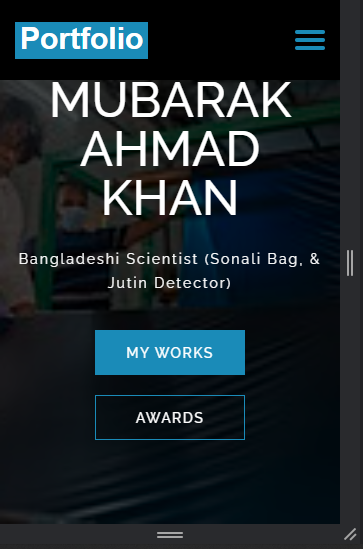 Portfolio
MUBARAK
AHMAD
KHAN
Bangladeshi Scientist (Sonali Bag, &
Jutin Detector)
MY WORKS
AWARDS